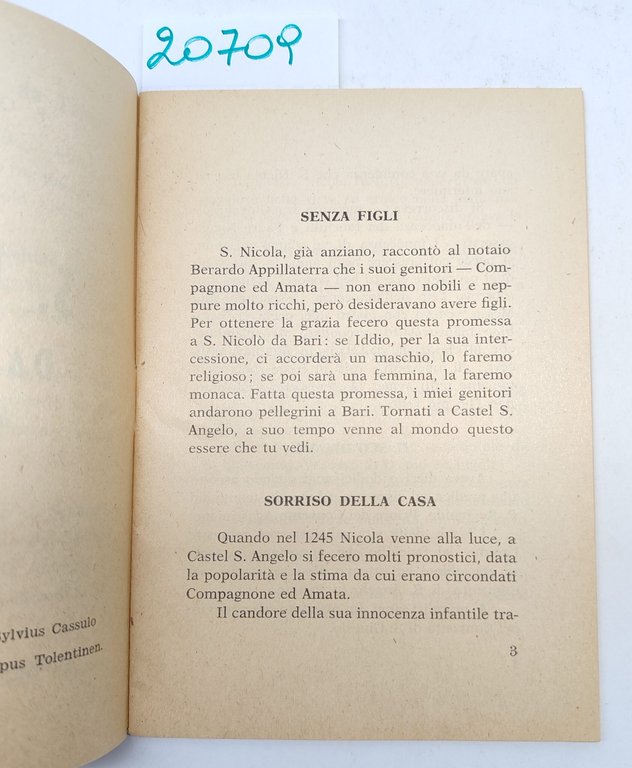 20709
SENZA FIGLI
S. Nicola, già anziano, raccontò al notaio
Berardo Appillaterra che i suoi genitori — Com-
pagnone ed Amata — non erano nobili e nep-
pure molto ricchi, però desideravano avere figli.
Per ottenere la grazia fecero questa promessa
a S. Nicolò da Bari: se Iddio, per la sua inter-
cessione, ci accorderà un maschio, lo faremo
religioso; se poi sarà una femmina, la faremo
monaca. Fatta questa promessa, i miei genitori
andarono pellegrini a Bari. Tornati a Castel S.
Angelo, a suo tempo venne al mondo questo
essere che tu vedi.
SORRISO DELLA CASA
Quando nel 1245 Nicola venne alla luce, a
Castel S. Angelo si fecero molti pronostici, data
la popolarità e la stima da cui erano circondati
Compagnone ed Amata.
Il candore della sua innocenza infantile tra-
3
Sylvius Cassulo
pus Tolentinen.